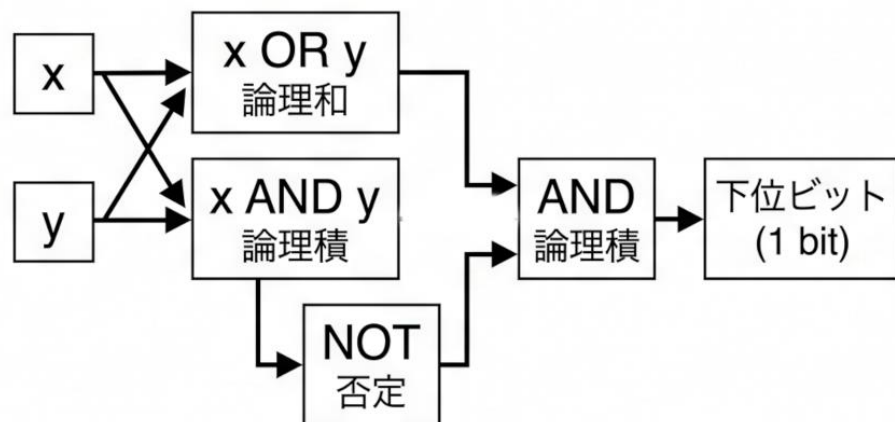 x
x OR y
論理和
y
x AND y
論理積
NOT
否定
AND
論理積
下位ビット
(1 bit)